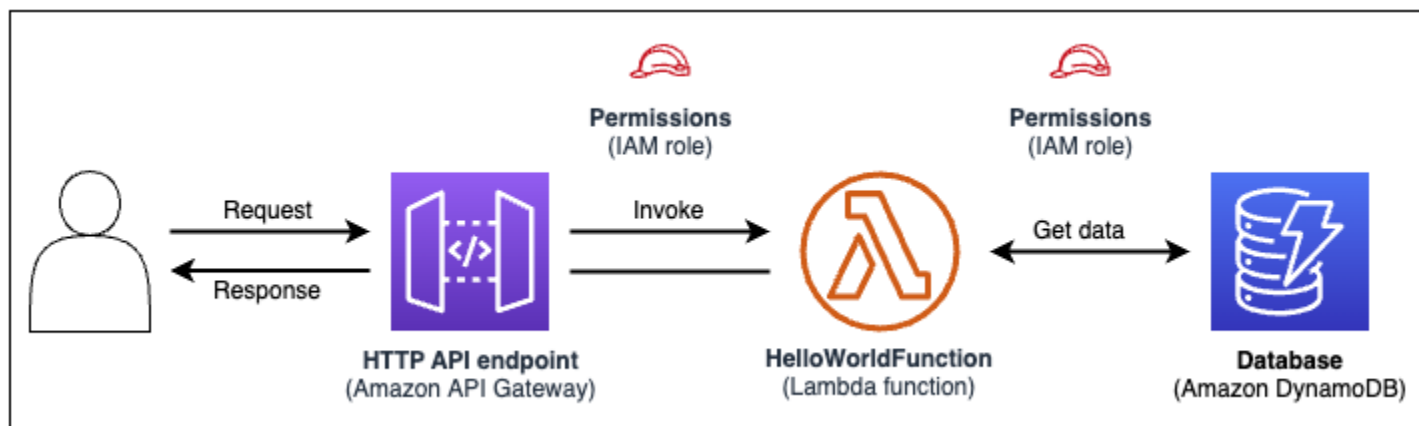 Permissions
(IAM role)
Permissions
(IAM role)
Request
Response
</>
Invoke
Get data
HTTP API endpoint
(Amazon API Gateway)
HelloWorldFunction
(Lambda function)
Database
(Amazon DynamoDB)